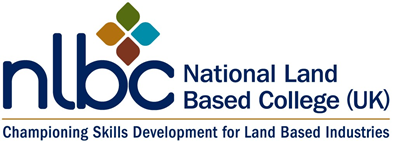 nlbc
National Land
Based College (UK)
Championing Skills Development for Land Based Industries